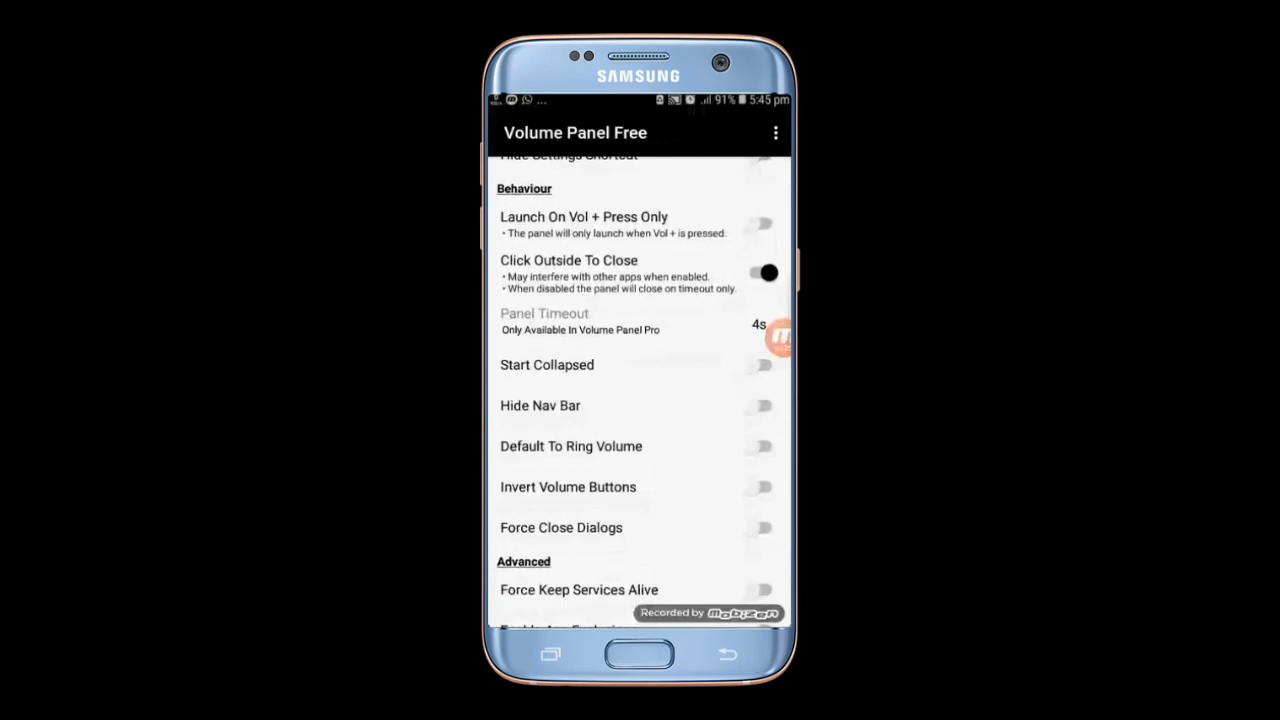 SAMSUNG
91% 5:45 pm
Volume Panel Free
Hide Settings Shortcut
Behaviour
Launch On Vol + Press Only
• The panel will only launch when Vol + is pressed.
Click Outside To Close
• May interfere with other apps when enabled.
• When disabled the panel will close on timeout only.
Panel Timeout
Only Available In Volume Panel Pro
4s
Start Collapsed
Hide Nav Bar
Default To Ring Volume
Invert Volume Buttons
Force Close Dialogs
Advanced
Force Keep Services Alive
Recorded by Mobizen